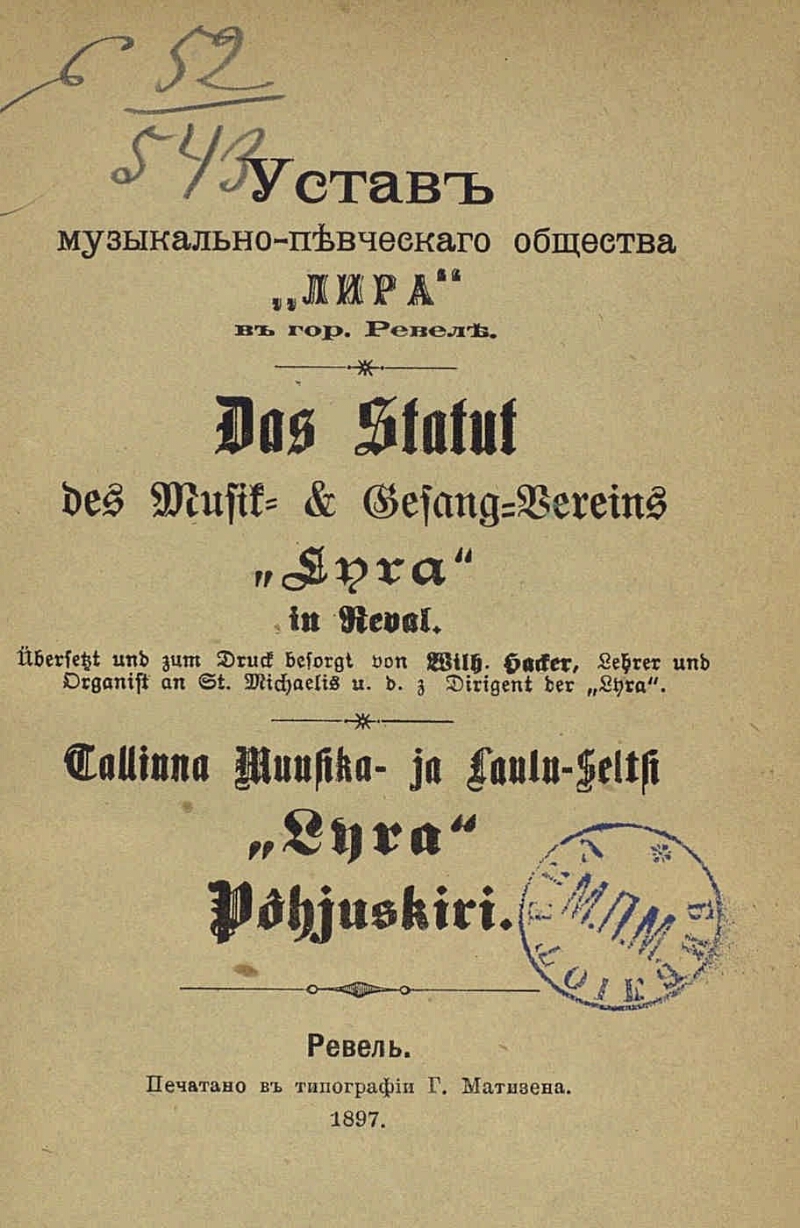 52
543
Уставъ
музыкально-пѣвческаго общества
„ЛИРА“
въ гор. Ревелѣ.
Das Statut
des Musik= & Gesang=Vereins
„Lyra“
in Reval.
Übersetzt und zum Druck besorgt von Wilh. Hacker, Lehrer und
Organist an St. Michaelis u. d. z Dirigent der „Lyra“.
Tallinna Muusika- ja Laulu-Seltsi
„Lyra“
Põhjuskiri.
Ревель.
Печатано въ типографіи Г. Матизена.
1897.